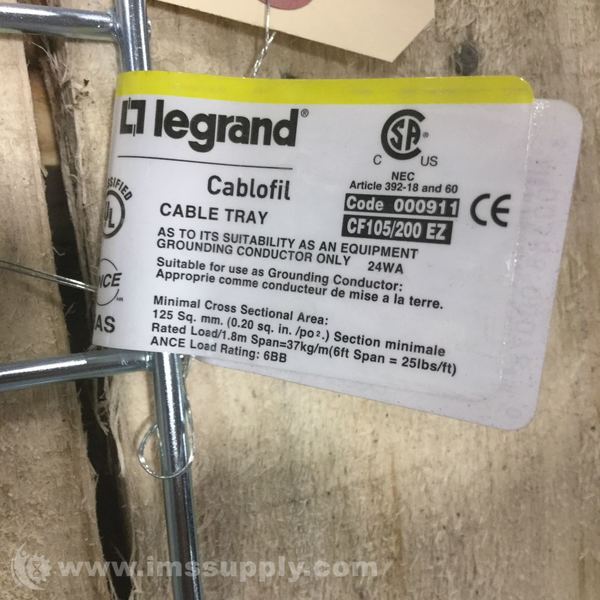 legrand®
CSA
C US
NEC
Article 392-18 and 60
Cablofil
Code 000911
CE
CABLE TRAY
CF105/200 EZ
UL
AS TO ITS SUITABILITY AS AN EQUIPMENT
GROUNDING CONDUCTOR ONLY 24WA
Suitable for use as Grounding Conductor:
Approprie comme conducteur de mise a la terre.
Minimal Cross Sectional Area:
125 Sq. mm. (0.20 sq. in. /po².) Section minimale
Rated Load/1.8m Span=37kg/m(6ft Span = 25lbs/ft)
ANCE Load Rating: 6BB
www.imssupply.com